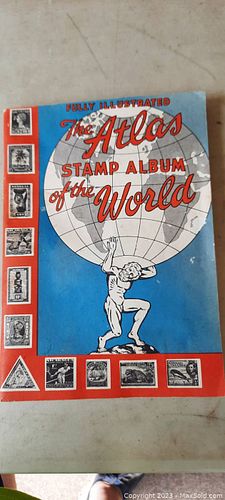 FULLY ILLUSTRATED
The Atlas
STAMP ALBUM
of the World
Copyright 2023 - MaxSold.com